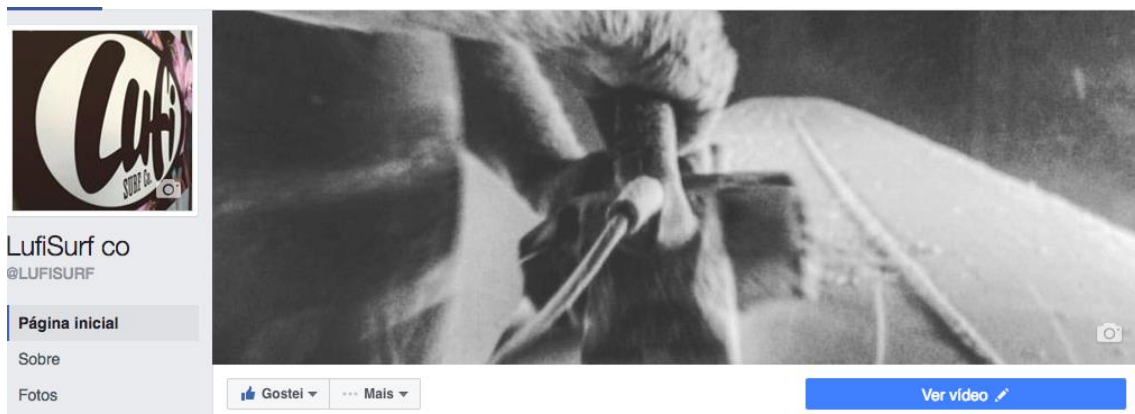 Lufi
SURF Co.
LufiSurf co
@LUFISURF
Página inicial
Sobre
Fotos
Gostei
Mais
Ver vídeo